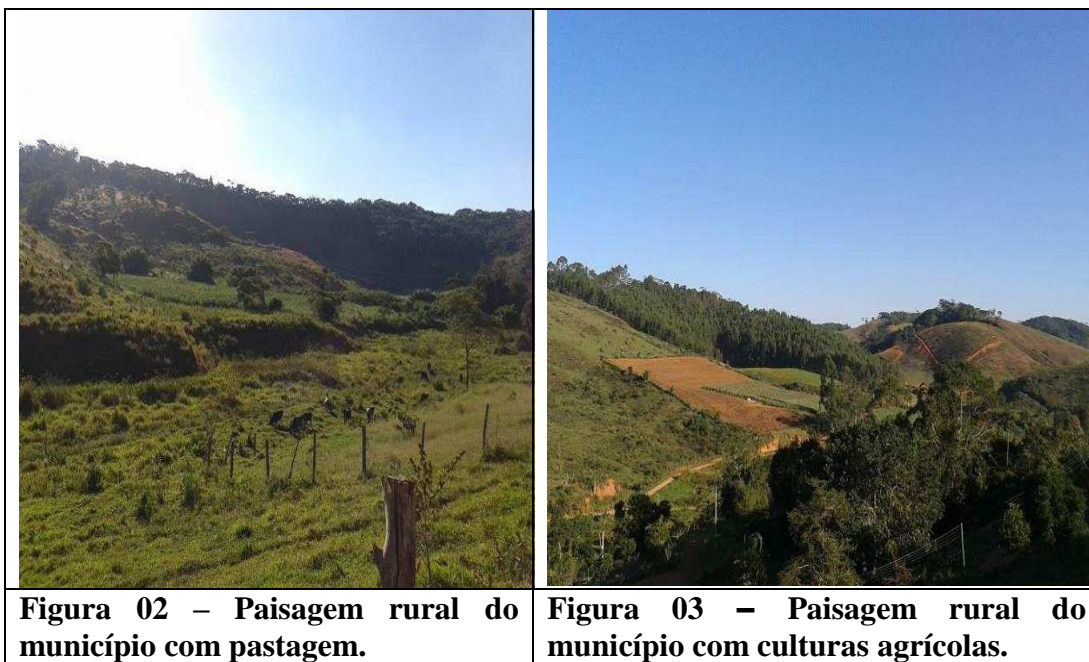 Figura 02 – Paisagem rural do
município com pastagem.
Figura 03 – Paisagem rural do
município com culturas agrícolas.